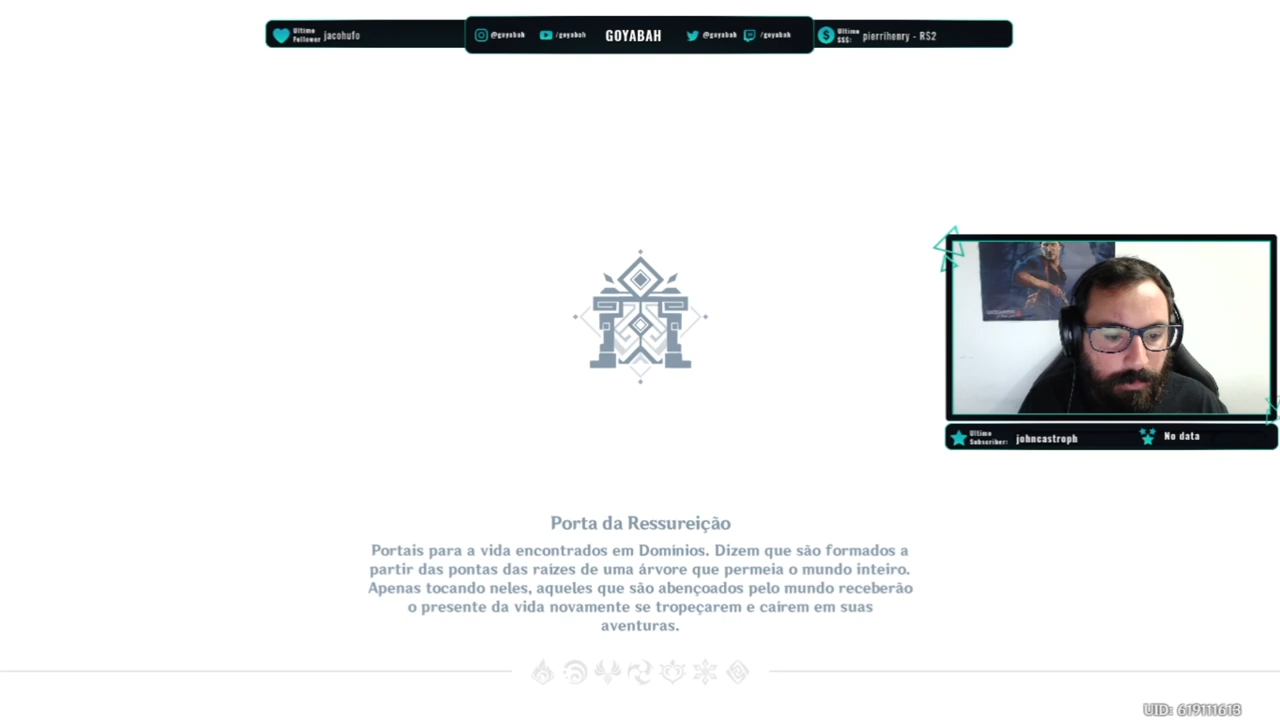 Ultimo
Follower
jacohufo
@goyabah
/goyabah
GOYABAH
@goyabah
/goyabah
Ultimo
SSS:
pierrihenry - RS2
Ultimo
Subscriber:
johncastroph
No data
Porta da Ressureição
Portais para a vida encontrados em Domínios. Dizem que são formados a
partir das pontas das raízes de uma árvore que permeia o mundo inteiro.
Apenas tocando neles, aqueles que são abençoados pelo mundo receberão
o presente da vida novamente se tropeçarem e caírem em suas
aventuras.
UID: 619111613